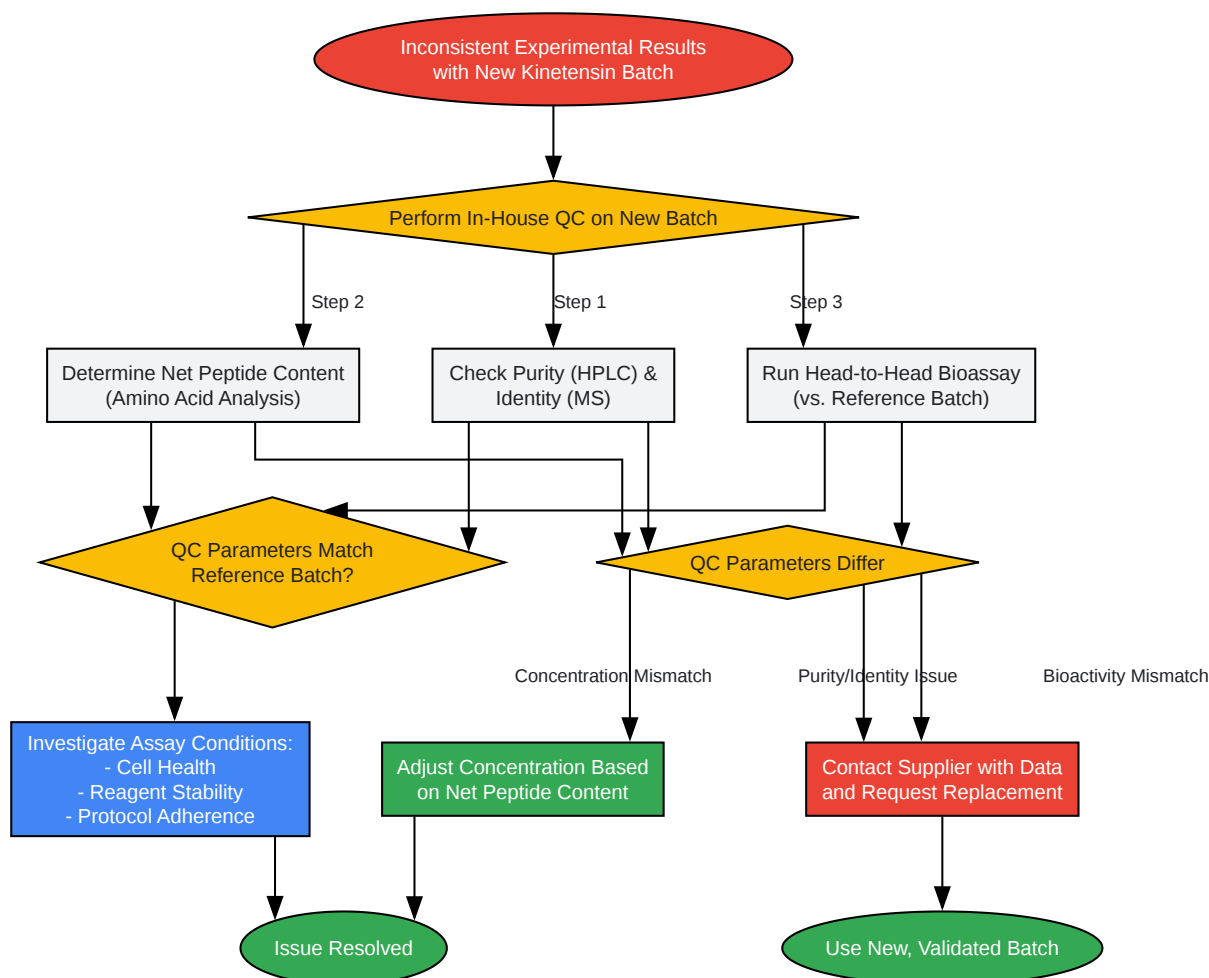 Inconsistent Experimental Results
with New Kinetensin Batch
Perform In-House QC on New Batch
Step 2
Step 1
Step 3
Determine Net Peptide Content
(Amino Acid Analysis)
Check Purity (HPLC) &
Identity (MS)
Run Head-to-Head Bioassay
(vs. Reference Batch)
QC Parameters Match
Reference Batch?
QC Parameters Differ
Concentration Mismatch
Purity/Identity Issue
Bioactivity Mismatch
Investigate Assay Conditions:
- Cell Health
- Reagent Stability
- Protocol Adherence
Adjust Concentration Based
on Net Peptide Content
Contact Supplier with Data
and Request Replacement
Issue Resolved
Use New, Validated Batch